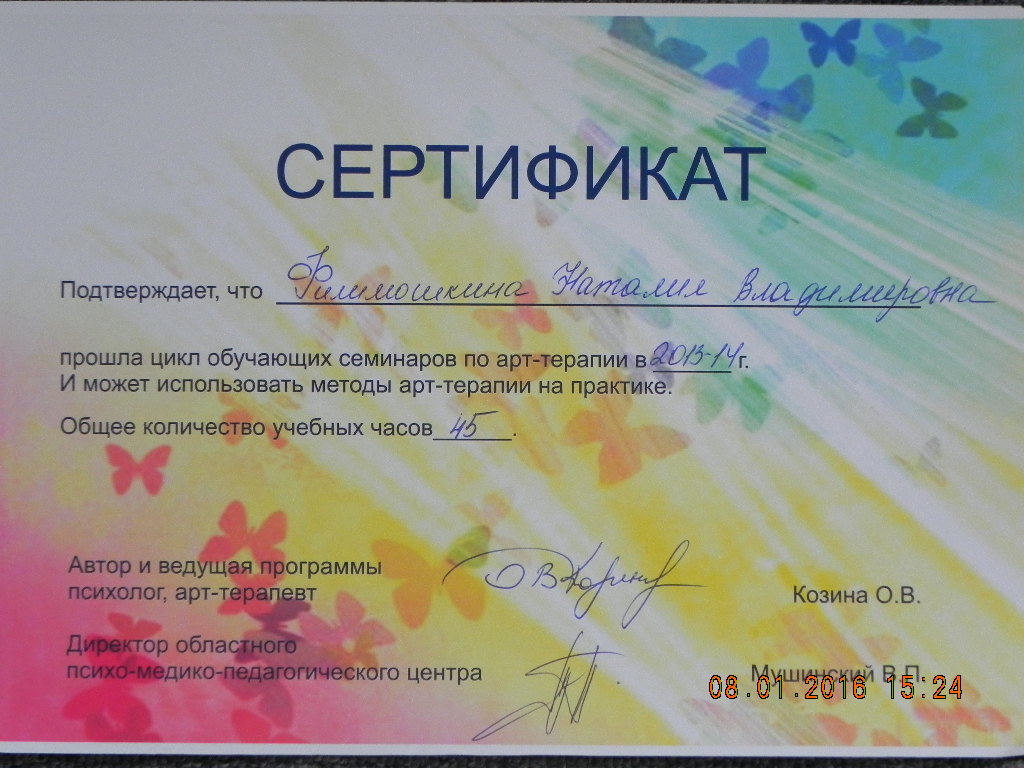 СЕРТИФИКАТ
Подтверждает, что Филимошкина Наталия Владимировна
прошла цикл обучающих семинаров по арт-терапии в 2013-14 г.
И может использовать методы арт-терапии на практике.
Общее количество учебных часов 45.
Автор и ведущая программы
психолог, арт-терапевт
Козина О.В.
Директор областного
психо-медико-педагогического центра
Мушинский В.П.
08.01.2016 15:24